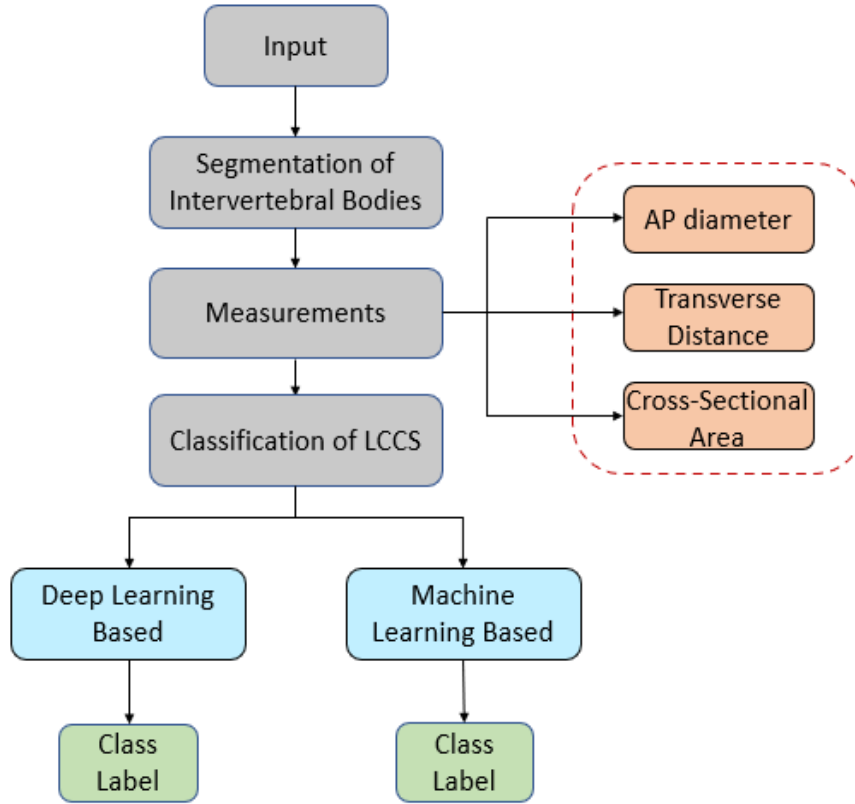 Input
Segmentation of
Intervertebral Bodies
Measurements
AP diameter
Transverse
Distance
Cross-Sectional
Area
Classification of LCCS
Deep Learning
Based
Machine
Learning Based
Class
Label
Class
Label